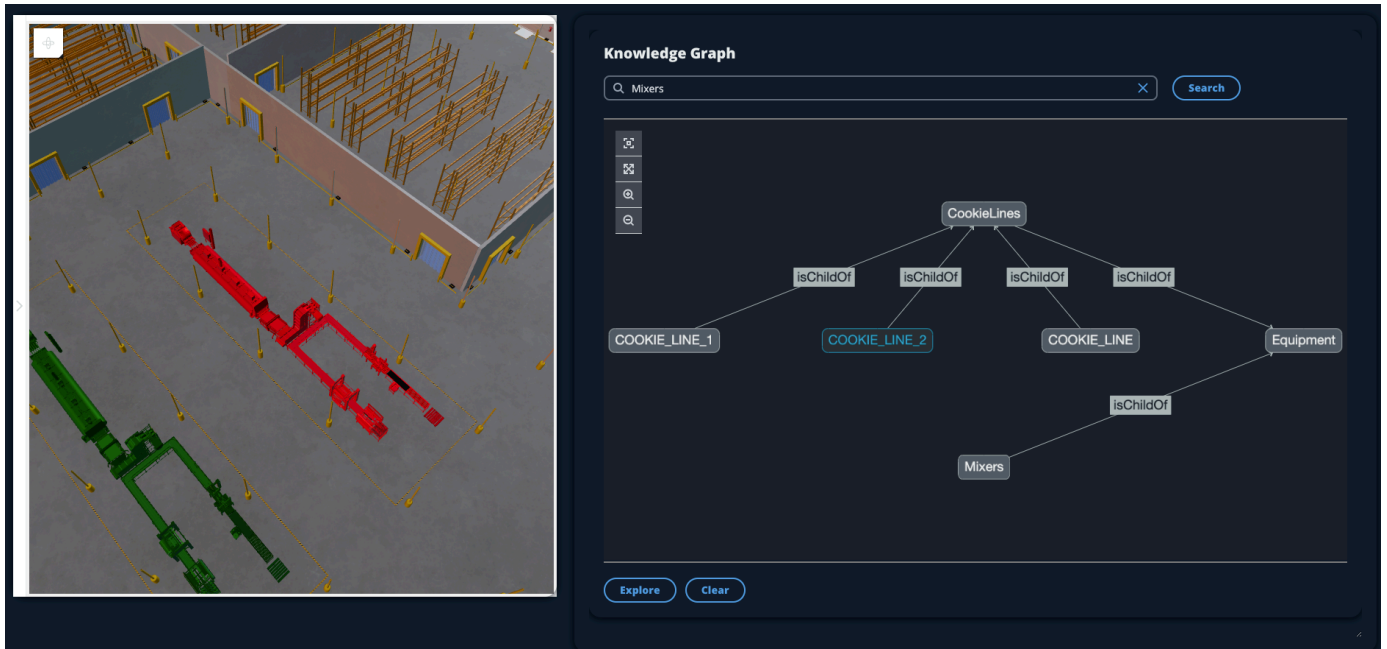 Knowledge Graph
Mixers
Search
CookieLines
isChildOf isChildOf isChildOf isChildOf
COOKIE_LINE_1 COOKIE_LINE_2 COOKIE_LINE Equipment
isChildOf
Mixers
Explore Clear